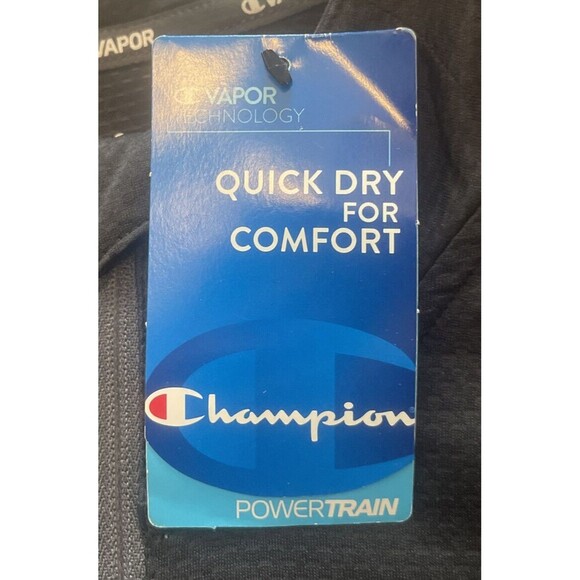 VAPOR
VAPOR
TECHNOLOGY
QUICK DRY
FOR
COMFORT
Champion
POWERTRAIN